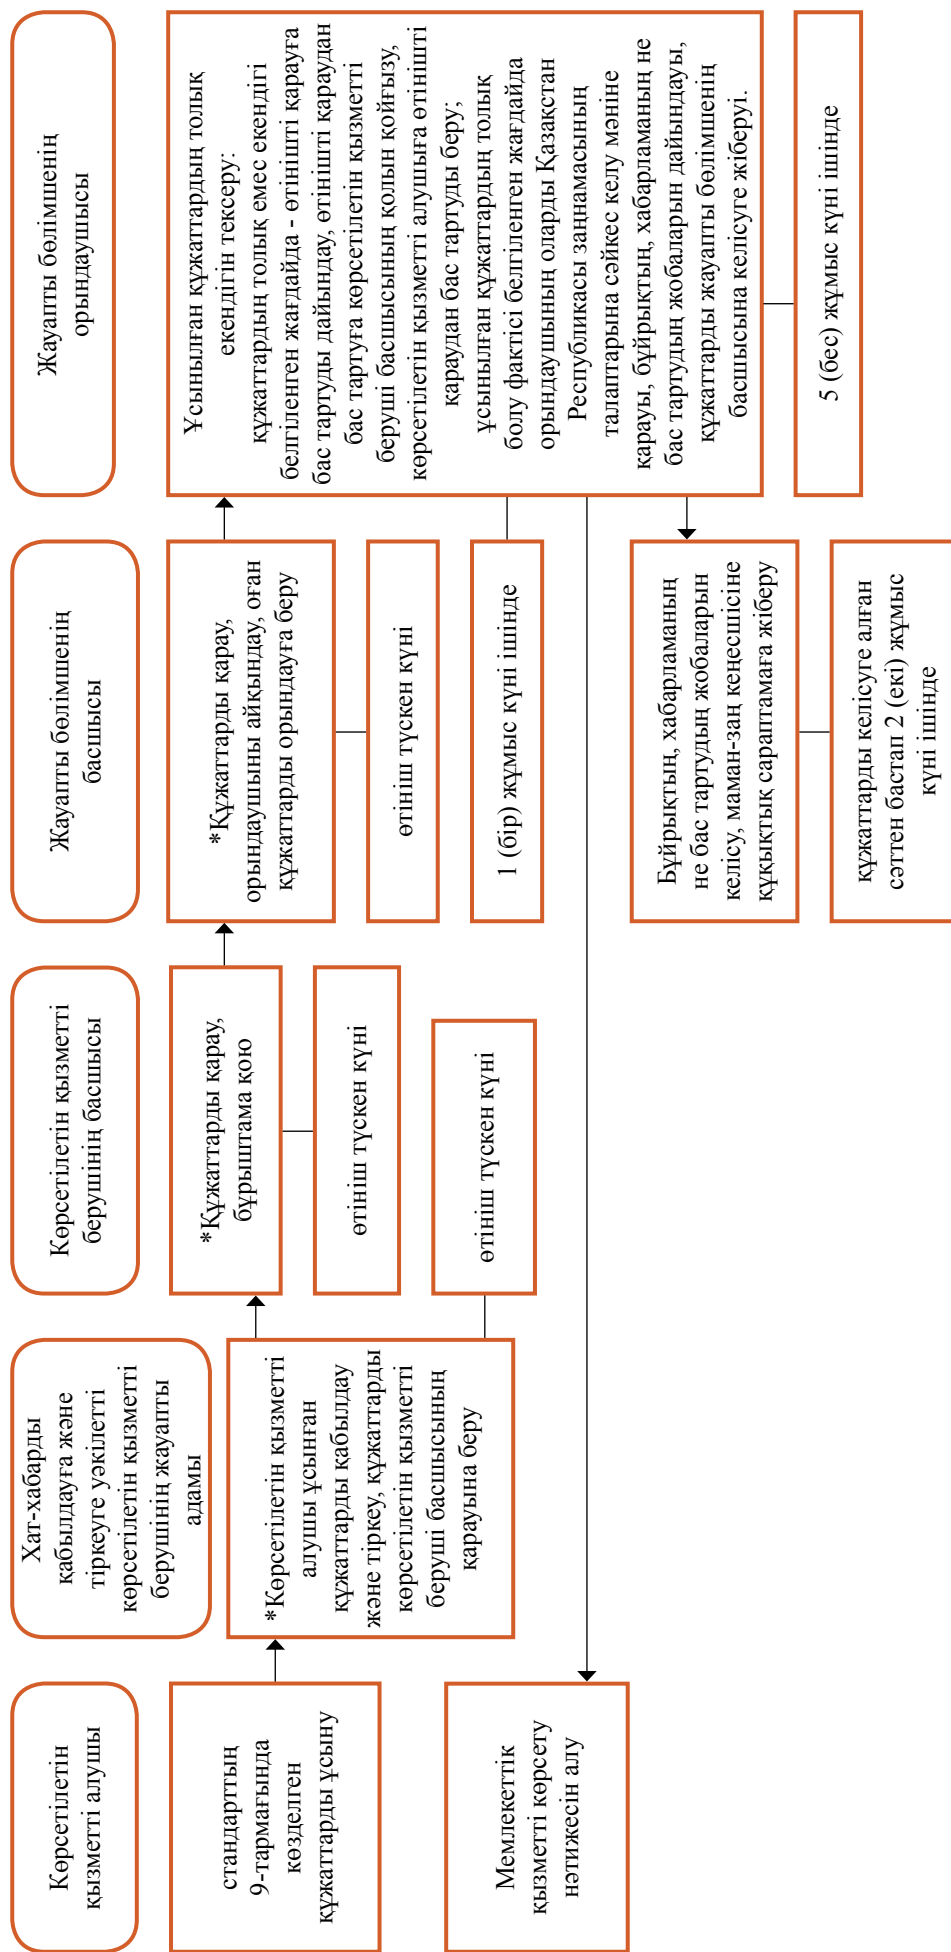 Көрсетілетін
қызметті алушы
Хат-хабарды
қабылдауға және
тіркеуге уәкілетті
көрсетілетін қызметті
берушінің жауапты
адамы
Көрсетілетін қызметті
берушінің басшысы
Жауапты бөлімшенің
басшысы
Жауапты бөлімшенің
орындаушысы
стандарттың
9-тармағында
көзделген
құжаттарды ұсыну
*Көрсетілетін қызметті
алушы ұсынған
құжаттарды қабылдау
және тіркеу, құжаттарды
көрсетілетін қызметті
беруші басшысының
қарауына беру
өтініш түскен күні
*Құжаттарды қарау,
бұрыштама қою
өтініш түскен күні
*Құжаттарды қарау,
орындаушыны айқындау, оған
құжаттарды орындауға беру
өтініш түскен күні
Ұсынылған құжаттардың толық
екендігін тексеру:
құжаттардың толық емес екендігі
белгіленген жағдайда - өтінішті қарауға
бас тартуды дайындау, өтінішті қараудан
бас тартуға көрсетілетін қызметті
беруші басшысының қолын қойғызу,
көрсетілетін қызметті алушыға өтінішті
қараудан бас тартуды беру;
ұсынылған құжаттардың толық
болу фактісі белгіленген жағдайда
орындаушының оларды Қазақстан
Республикасы заңнамасының
талаптарына сәйкес келу мәніне
қарауы, бұйрықтың, хабарламаның не
бас тартудың жобаларын дайындауы,
құжаттарды жауапты бөлімшенің
басшысына келісуге жіберуі.
1 (бір) жұмыс күні ішінде
5 (бес) жұмыс күні ішінде
Мемлекеттік
қызметті көрсету
нәтижесін алу
Бұйрықтың, хабарламаның
не бас тартудың жобаларын
келісу, маман-заң кеңесшісіне
құқықтық сараптамаға жіберу
құжаттарды келісуге алған
сәттен бастап 2 (екі) жұмыс
күні ішінде